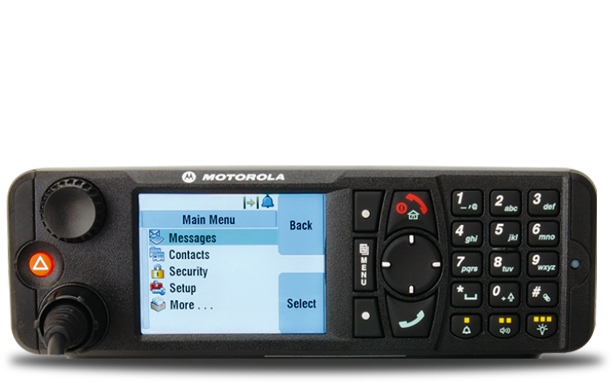 MOTOROLA
Main Menu
Back
Messages
Contacts
Security
Setup
More . . .
Select
MENU
1
2 abc
3 def
4 ghi
5 jkl
6 mno
7 pqrs
8 tuv
9 wxyz
*
0
#